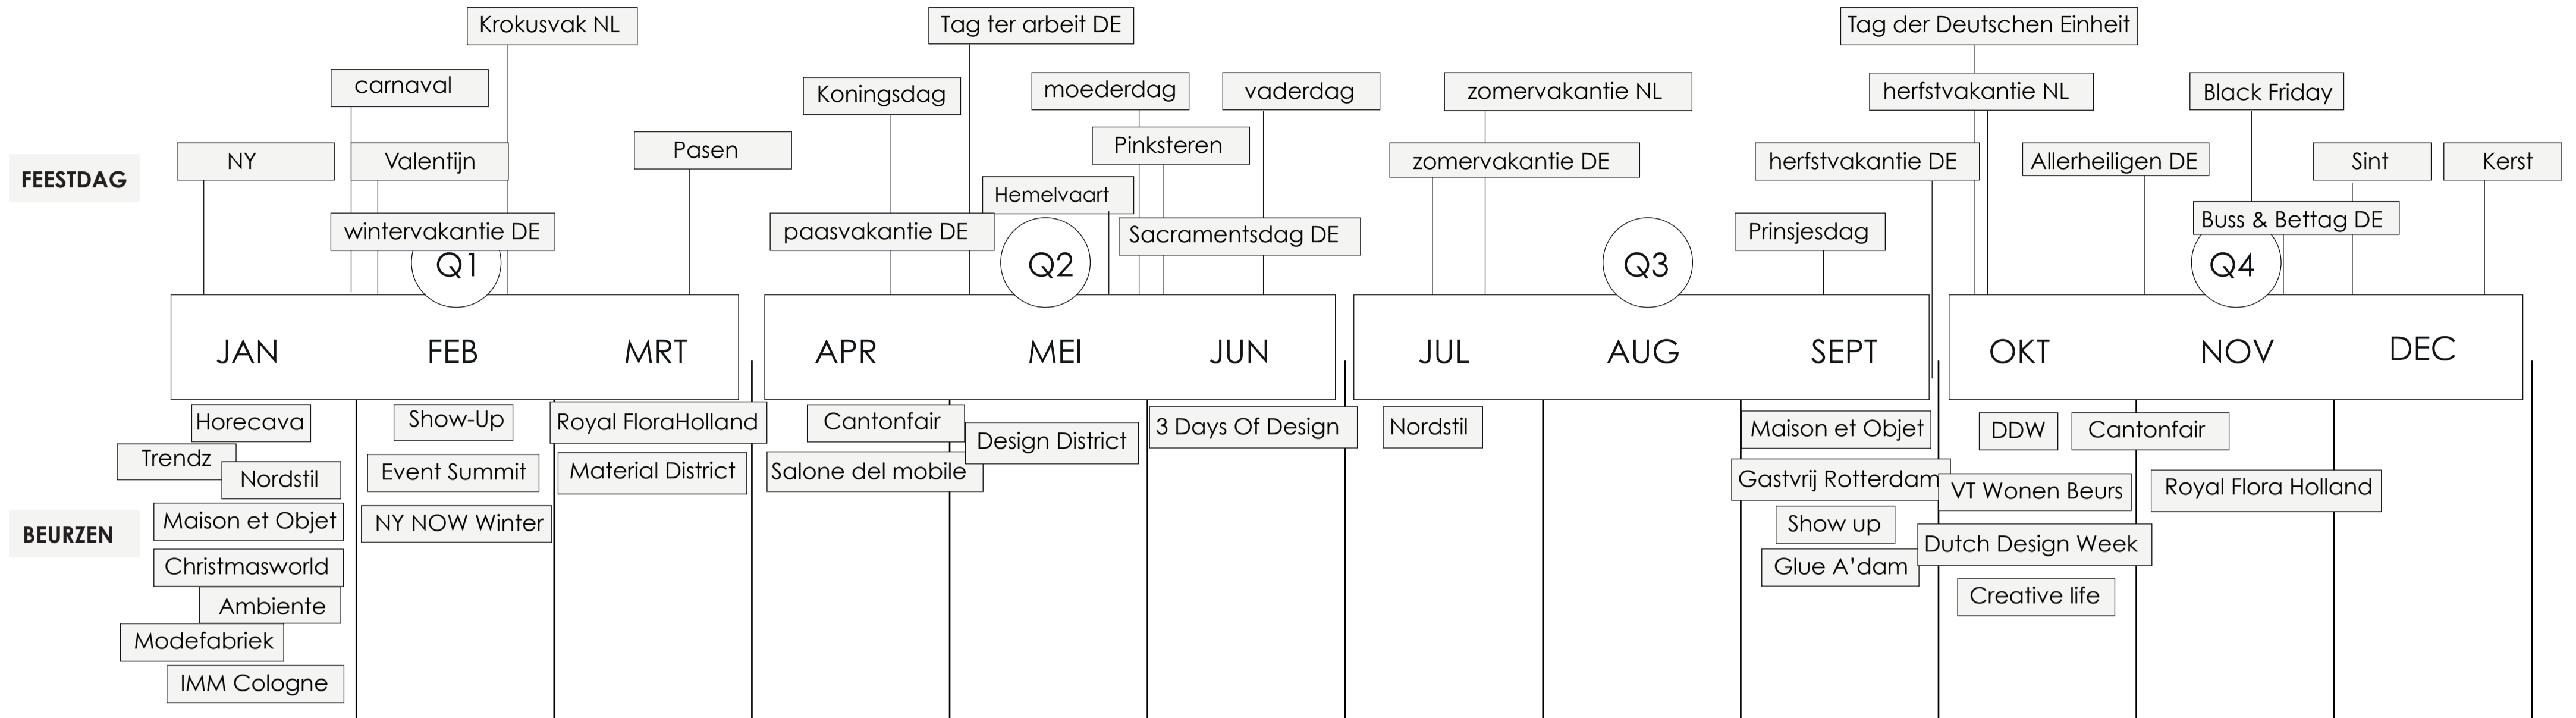 Krokusvak NL
Tag ter arbeit DE
Tag der Deutschen Einheit
carnaval
Koningsdag
moederdag
vaderdag
zomervakantie NL
herfstvakantie NL
Black Friday
Pinksteren
NY
Valentijn
Pasen
zomervakantie DE
herfstvakantie DE
Allerheiligen DE
Sint
Kerst
FEESTDAG
Hemelvaart
wintervakantie DE
paasvakantie DE
Sacramentsdag DE
Prinsjesdag
Buss & Bettag DE
Q1
Q2
Q3
Q4
JAN
FEB
MRT
APR
MEI
JUN
JUL
AUG
SEPT
OKT
NOV
DEC
BEURZEN
Horecava
Trendz
Nordstil
Maison et Objet
Christmasworld
Ambiente
Modefabriek
IMM Cologne
Show-Up
Event Summit
NY NOW Winter
Royal FloraHolland
Material District
Cantonfair
Salone del mobile
Design District
3 Days Of Design
Nordstil
Maison et Objet
Gastvrij Rotterdam
Show up
Glue A'dam
DDW
Cantonfair
VT Wonen Beurs
Dutch Design Week
Creative life
Royal Flora Holland